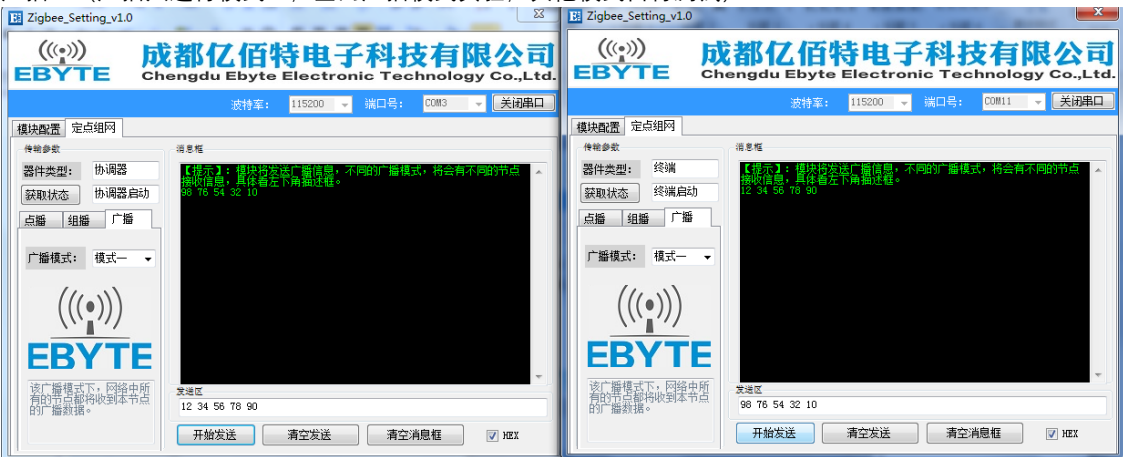 Zigbee_Setting_v1.0
EBYTE
成都亿佰特电子科技有限公司
Chengdu Ebyte Electronic Technology Co.,Ltd.
波特率： 115200 端口号： COM3 关闭串口
模块配置 定点组网
传输参数
器件类型： 协调器
获取状态 协调器启动
点播 组播 广播
广播模式： 模式一
EBYTE
该广播模式下，网络中所
有的节点都将收到本节点
的广播数据。
消息框
【提示】：模块将发送广播信息，不同的广播模式，将会有不同的节点
接收信息，具体看左下角描述框。
98 76 54 32 10
发送区
12 34 56 78 90
开始发送 清空发送 清空消息框 HEX
Zigbee_Setting_v1.0
EBYTE
成都亿佰特电子科技有限公司
Chengdu Ebyte Electronic Technology Co.,Ltd.
波特率： 115200 端口号： COM11 关闭串口
模块配置 定点组网
传输参数
器件类型： 终端
获取状态 终端启动
点播 组播 广播
广播模式： 模式一
EBYTE
该广播模式下，网络中所
有的节点都将收到本节点
的广播数据。
消息框
【提示】：模块将发送广播信息，不同的广播模式，将会有不同的节点
接收信息，具体看左下角描述框。
12 34 56 78 90
发送区
98 76 54 32 10
开始发送 清空发送 清空消息框 HEX